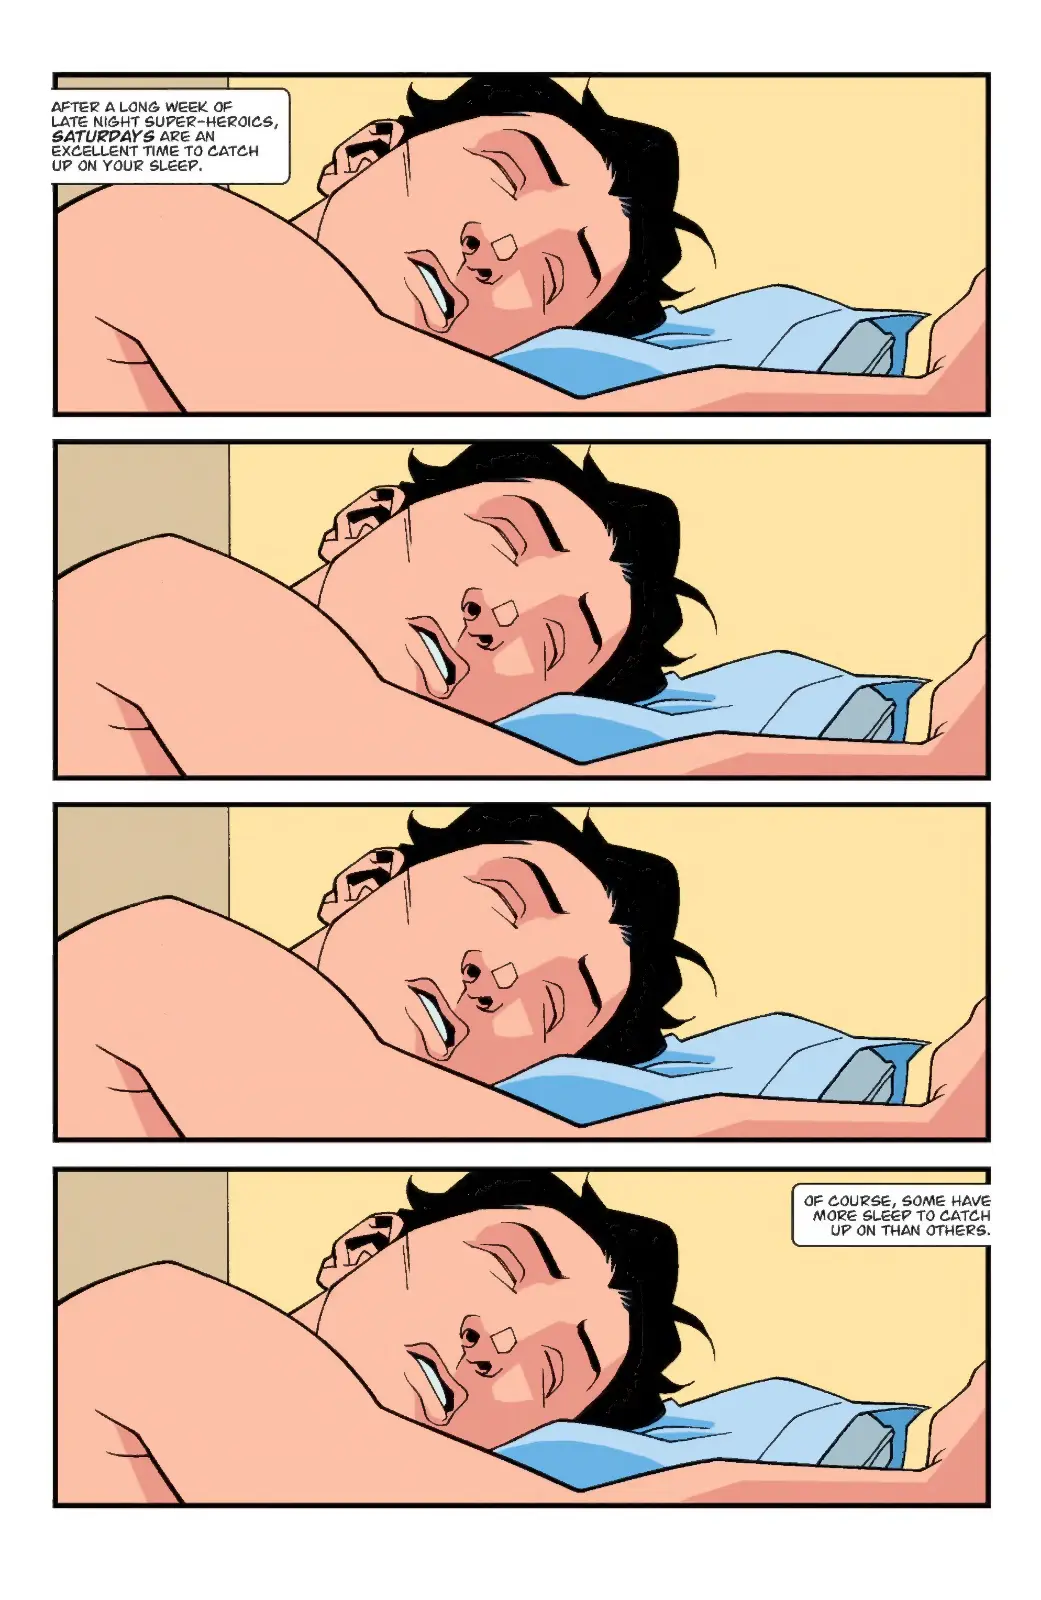 AFTER A LONG WEEK OF
LATE NIGHT SUPER-HEROICS,
SATURDAYS ARE AN
EXCELLENT TIME TO CATCH
UP ON YOUR SLEEP.
OF COURSE, SOME HAVE
MORE SLEEP TO CATCH
UP ON THAN OTHERS.